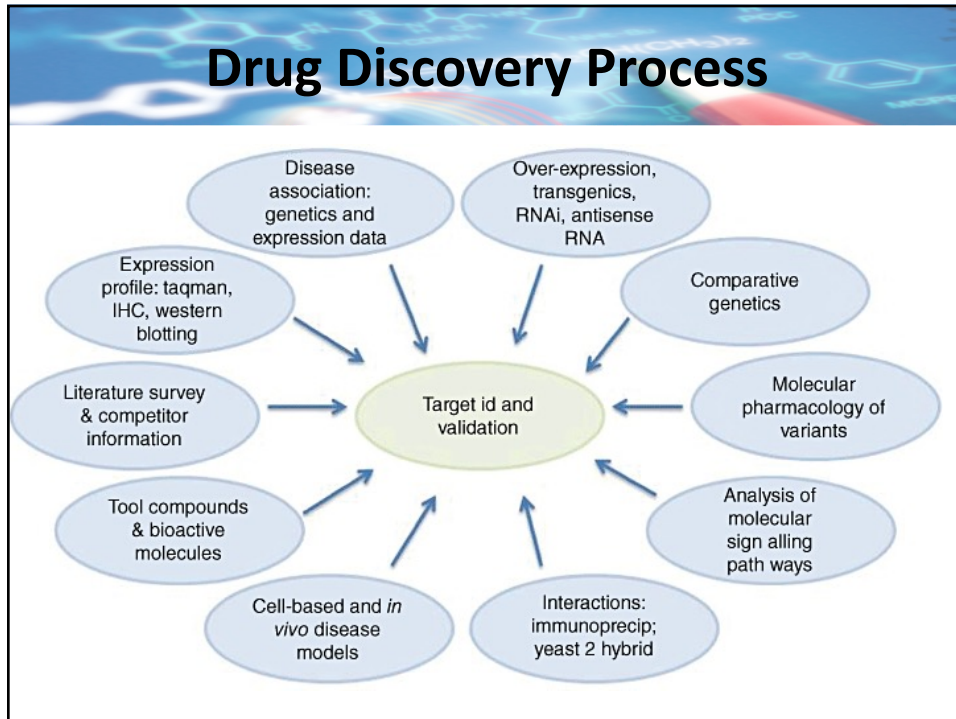 Drug Discovery Process
Disease
association:
genetics and
expression data
Over-expression,
transgenics,
RNAi, antisense
RNA
Expression
profile: taqman,
IHC, western
blotting
Comparative
genetics
Literature survey
& competitor
information
Target id and
validation
Molecular
pharmacology of
variants
Tool compounds
& bioactive
molecules
Analysis of
molecular
sign alling
path ways
Cell-based and in
vivo disease
models
Interactions:
immunoprecip;
yeast 2 hybrid